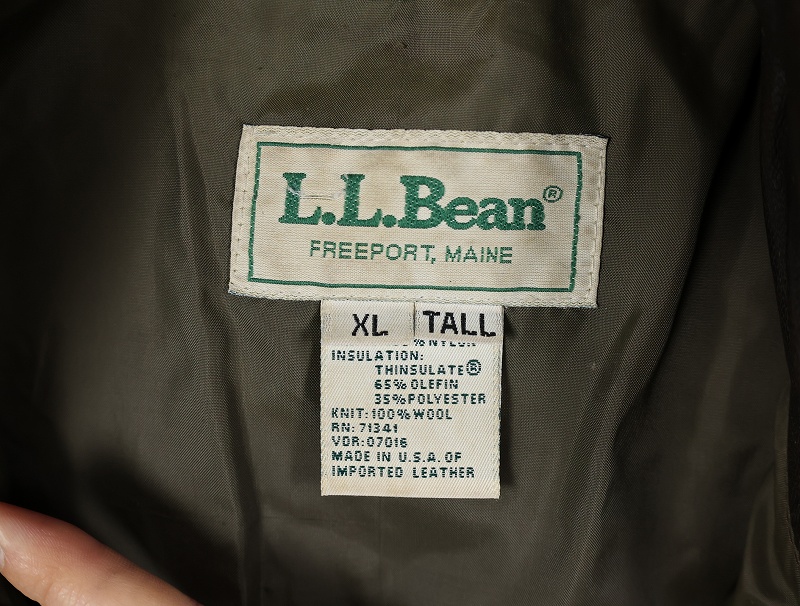 L.L.Bean®
FREEPORT, MAINE
XL TALL
% NYLON
INSULATION:
THINSULATE®
65% OLEFIN
35% POLYESTER
KNIT: 100% WOOL
RN: 71341
VDR: 07016
MADE IN U.S.A. OF
IMPORTED LEATHER